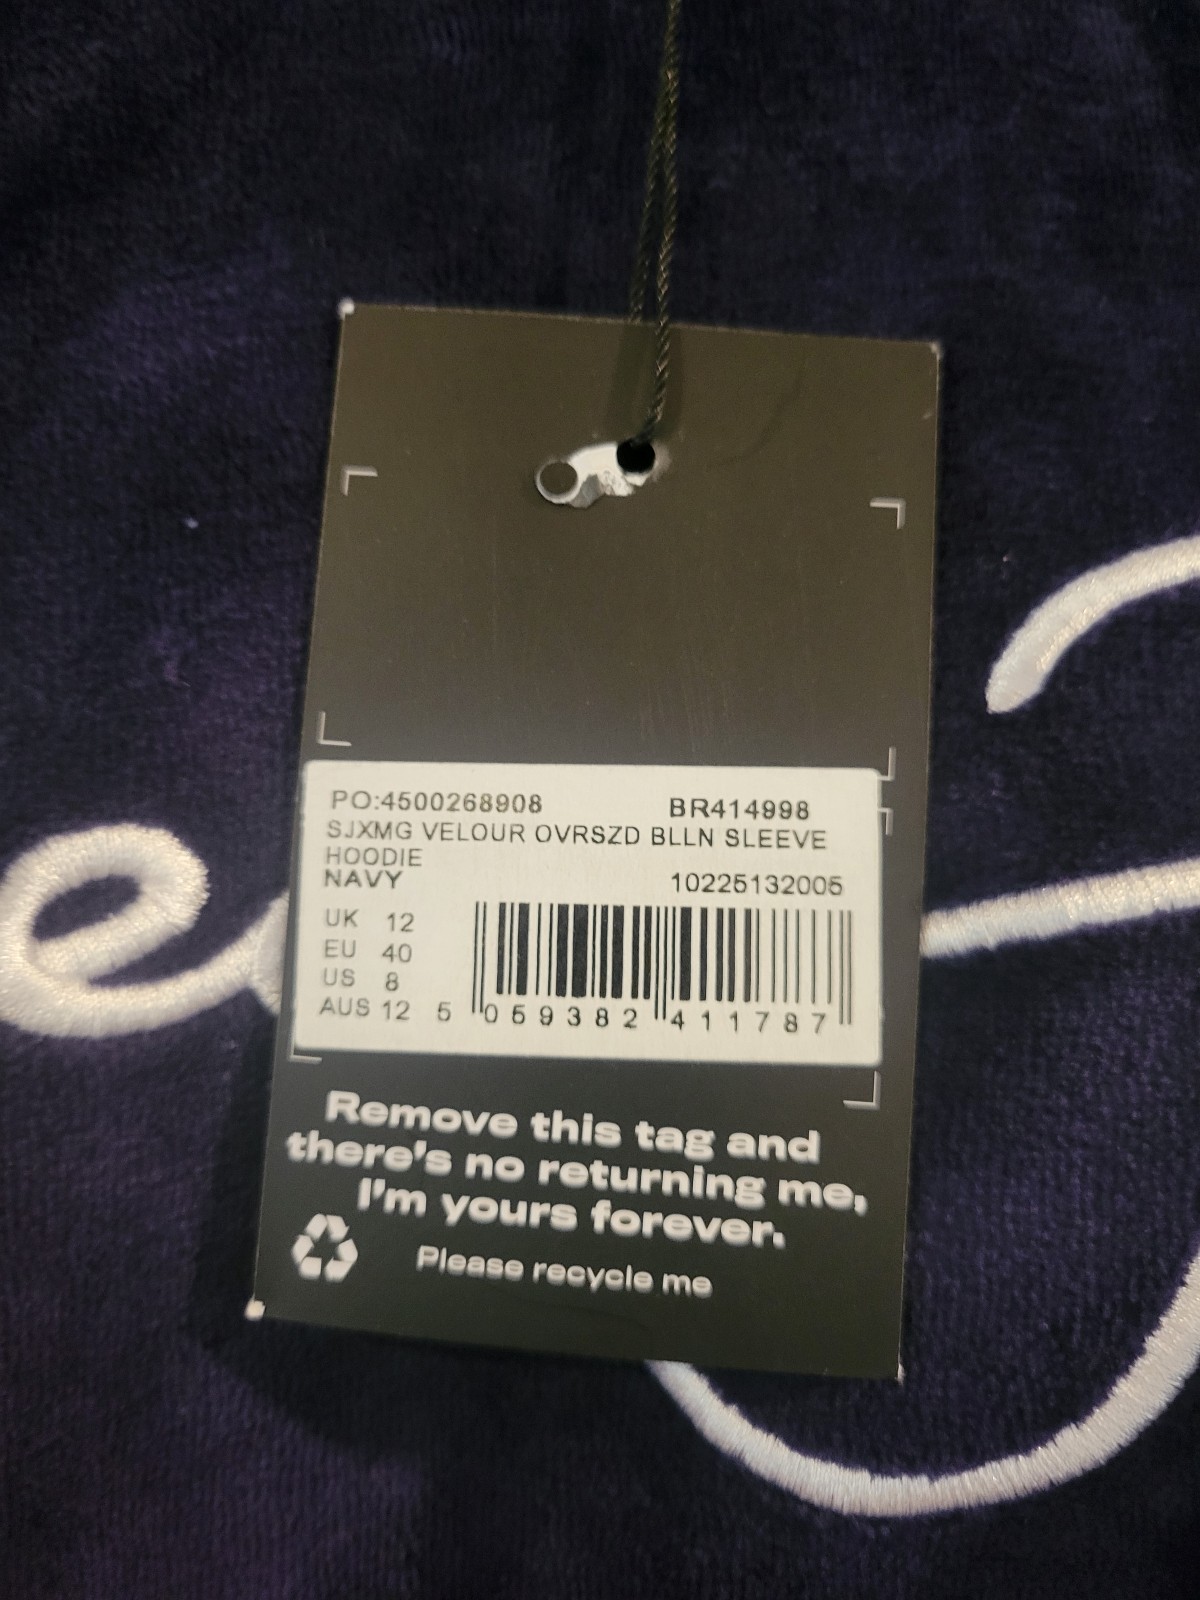 PO:4500268908 BR414998
SJXMG VELOUR OVRSZD BLLN SLEEVE
HOODIE
NAVY 10225132005
UK 12
EU 40
US 8
AUS 12
5 059382 411787
Remove this tag and
there's no returning me,
I'm yours forever.
Please recycle me